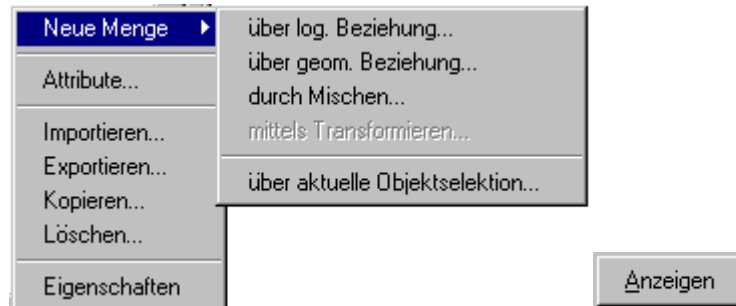 Neue Menge
Attribute...
Importieren...
Exportieren...
Kopieren...
Löschen...
Eigenschaften
über log. Beziehung...
über geom. Beziehung...
durch Mischen...
mittels Transformieren...
über aktuelle Objektselektion...
Anzeigen